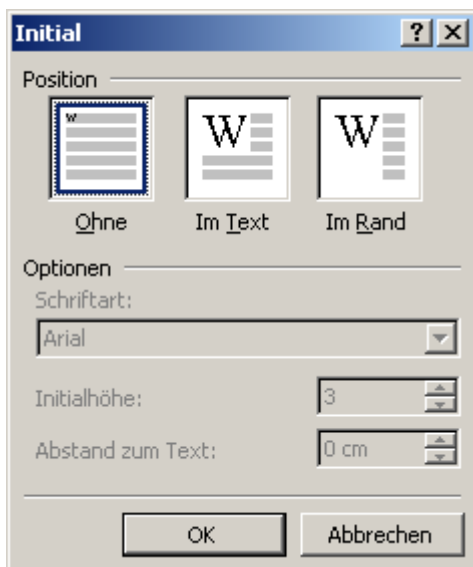 Initial
Position
w W W
Ohne Im Text Im Rand
Optionen
Schriftart:
Arial
Initialhöhe: 3
Abstand zum Text: 0 cm
OK Abbrechen